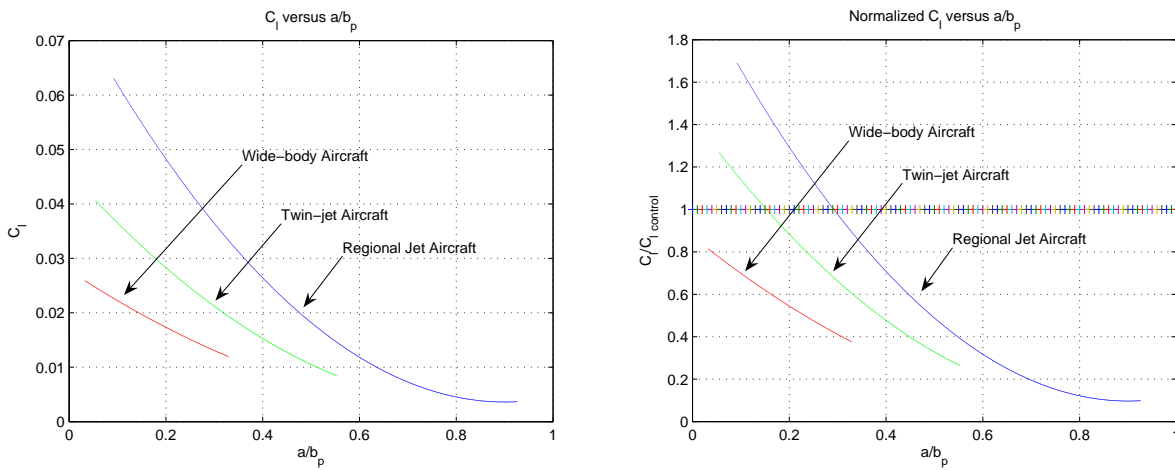 C_l versus a/b_p
0.07
0.06
0.05
0.04
0.03
0.02
0.01
0
C_l
Wide−body Aircraft
Twin−jet Aircraft
Regional Jet Aircraft
0 0.2 0.4 0.6 0.8 1
a/b_p
Normalized C_l versus a/b_p
1.8
1.6
1.4
1.2
1
0.8
0.6
0.4
0.2
0
C_l/C_l control
Wide−body Aircraft
Twin−jet Aircraft
Regional Jet Aircraft
0 0.2 0.4 0.6 0.8 1
a/b_p